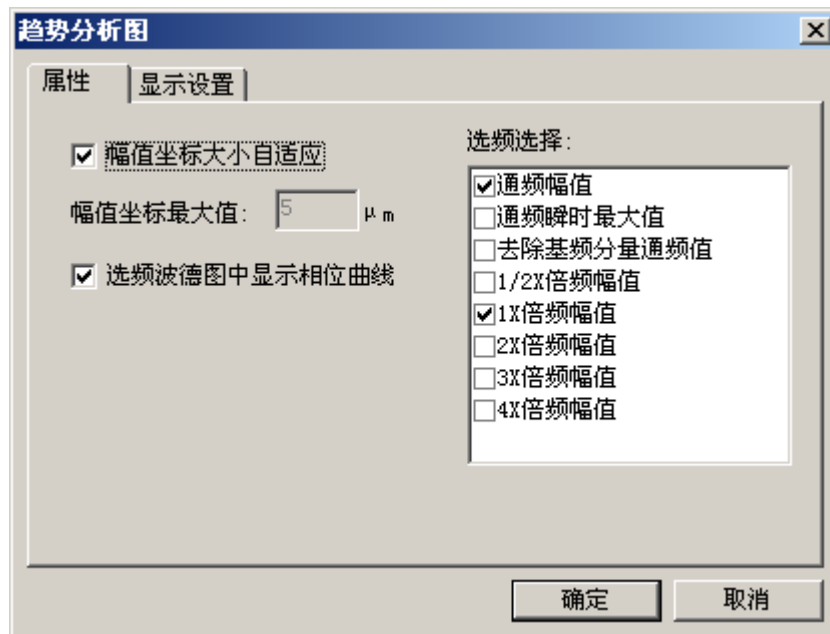 趋势分析图
属性
显示设置
幅值坐标大小自适应
幅值坐标最大值:
5
μm
选频波德图中显示相位曲线
选频选择:
通频幅值
通频瞬时最大值
去除基频分量通频值
1/2X倍频幅值
1X倍频幅值
2X倍频幅值
3X倍频幅值
4X倍频幅值
确定
取消